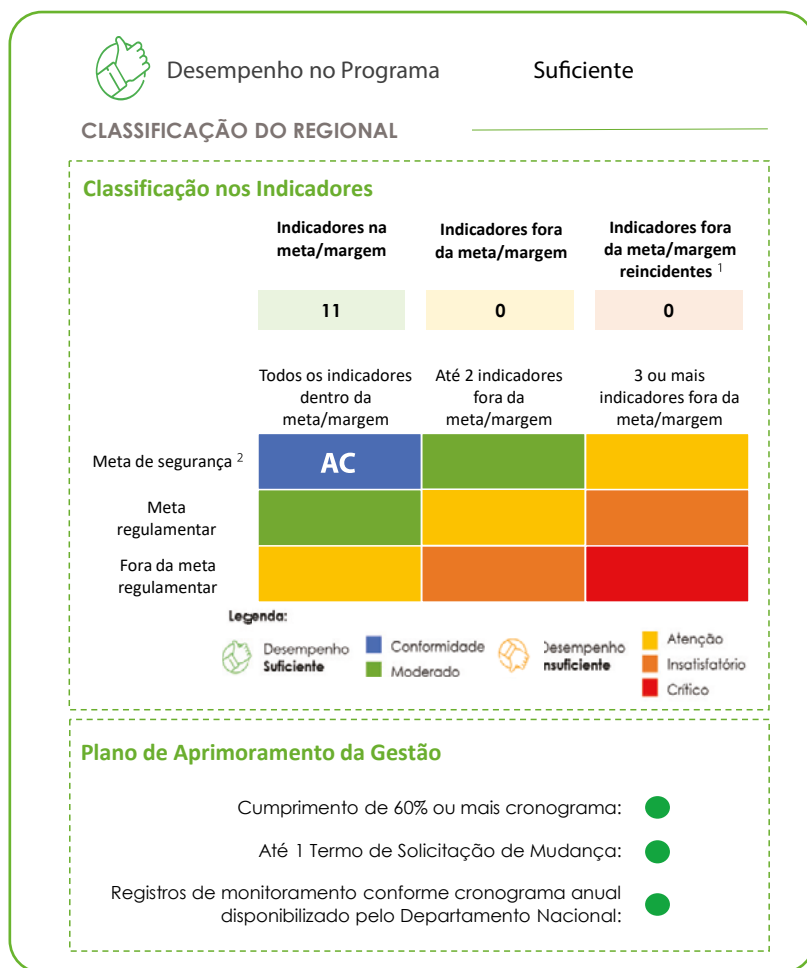 Desempenho no Programa Suficiente
CLASSIFICAÇÃO DO REGIONAL
Classificação nos Indicadores
Indicadores na meta/margem
Indicadores fora da meta/margem
Indicadores fora da meta/margem reincidentes 1
11 0 0
Todos os indicadores dentro da meta/margem
Até 2 indicadores fora da meta/margem
3 ou mais indicadores fora da meta/margem
Meta de segurança 2
AC
Meta regulamentar
Fora da meta regulamentar
Legenda:
Desempenho Suficiente
Conformidade
Moderado
Desempenho nsuficiente
Atenção
Insatisfatório
Crítico
Plano de Aprimoramento da Gestão
Cumprimento de 60% ou mais cronograma:
Até 1 Termo de Solicitação de Mudança:
Registros de monitoramento conforme cronograma anual
disponibilizado pelo Departamento Nacional: